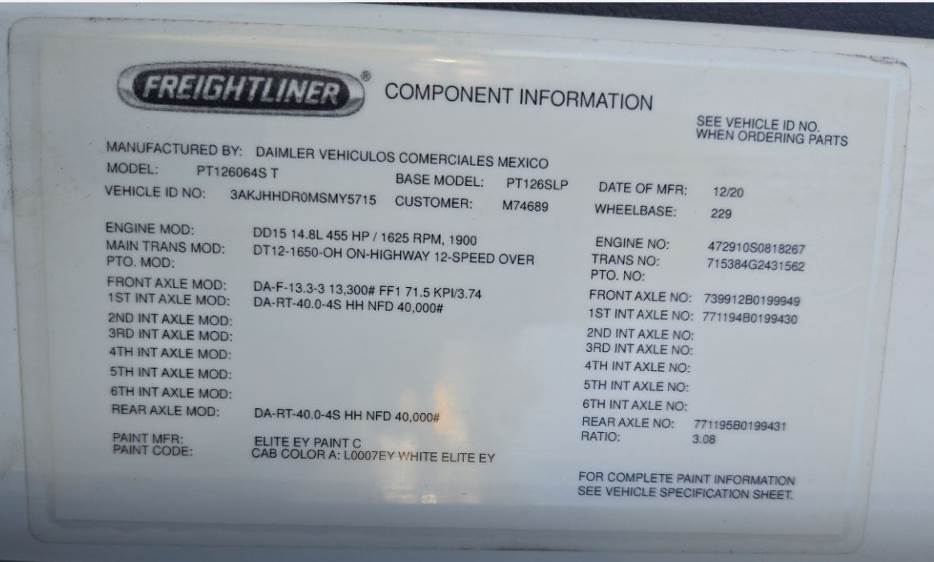 FREIGHTLINER® COMPONENT INFORMATION
SEE VEHICLE ID NO.
WHEN ORDERING PARTS
MANUFACTURED BY: DAIMLER VEHICULOS COMERCIALES MEXICO
MODEL: PT126064S T BASE MODEL: PT126SLP DATE OF MFR: 12/20
VEHICLE ID NO: 3AKJHHDR0MSMY5715 CUSTOMER: M74689 WHEELBASE: 229
ENGINE MOD: DD15 14.8L 455 HP / 1625 RPM, 1900 ENGINE NO: 472910S0818267
MAIN TRANS MOD: DT12-1650-OH ON-HIGHWAY 12-SPEED OVER TRANS NO: 715384G2431562
PTO. MOD: PTO. NO:
FRONT AXLE MOD: DA-F-13.3-3 13,300# FF1 71.5 KPI/3.74 FRONT AXLE NO: 739912B0199949
1ST INT AXLE MOD: DA-RT-40.0-4S HH NFD 40,000# 1ST INT AXLE NO: 771194B0199430
2ND INT AXLE MOD: 2ND INT AXLE NO:
3RD INT AXLE MOD: 3RD INT AXLE NO:
4TH INT AXLE MOD: 4TH INT AXLE NO:
5TH INT AXLE MOD: 5TH INT AXLE NO:
6TH INT AXLE MOD: 6TH INT AXLE NO:
REAR AXLE MOD: DA-RT-40.0-4S HH NFD 40,000# REAR AXLE NO: 771195B0199431
RATIO: 3.08
PAINT MFR: ELITE EY PAINT C
PAINT CODE: CAB COLOR A: L0007EY WHITE ELITE EY
FOR COMPLETE PAINT INFORMATION
SEE VEHICLE SPECIFICATION SHEET.